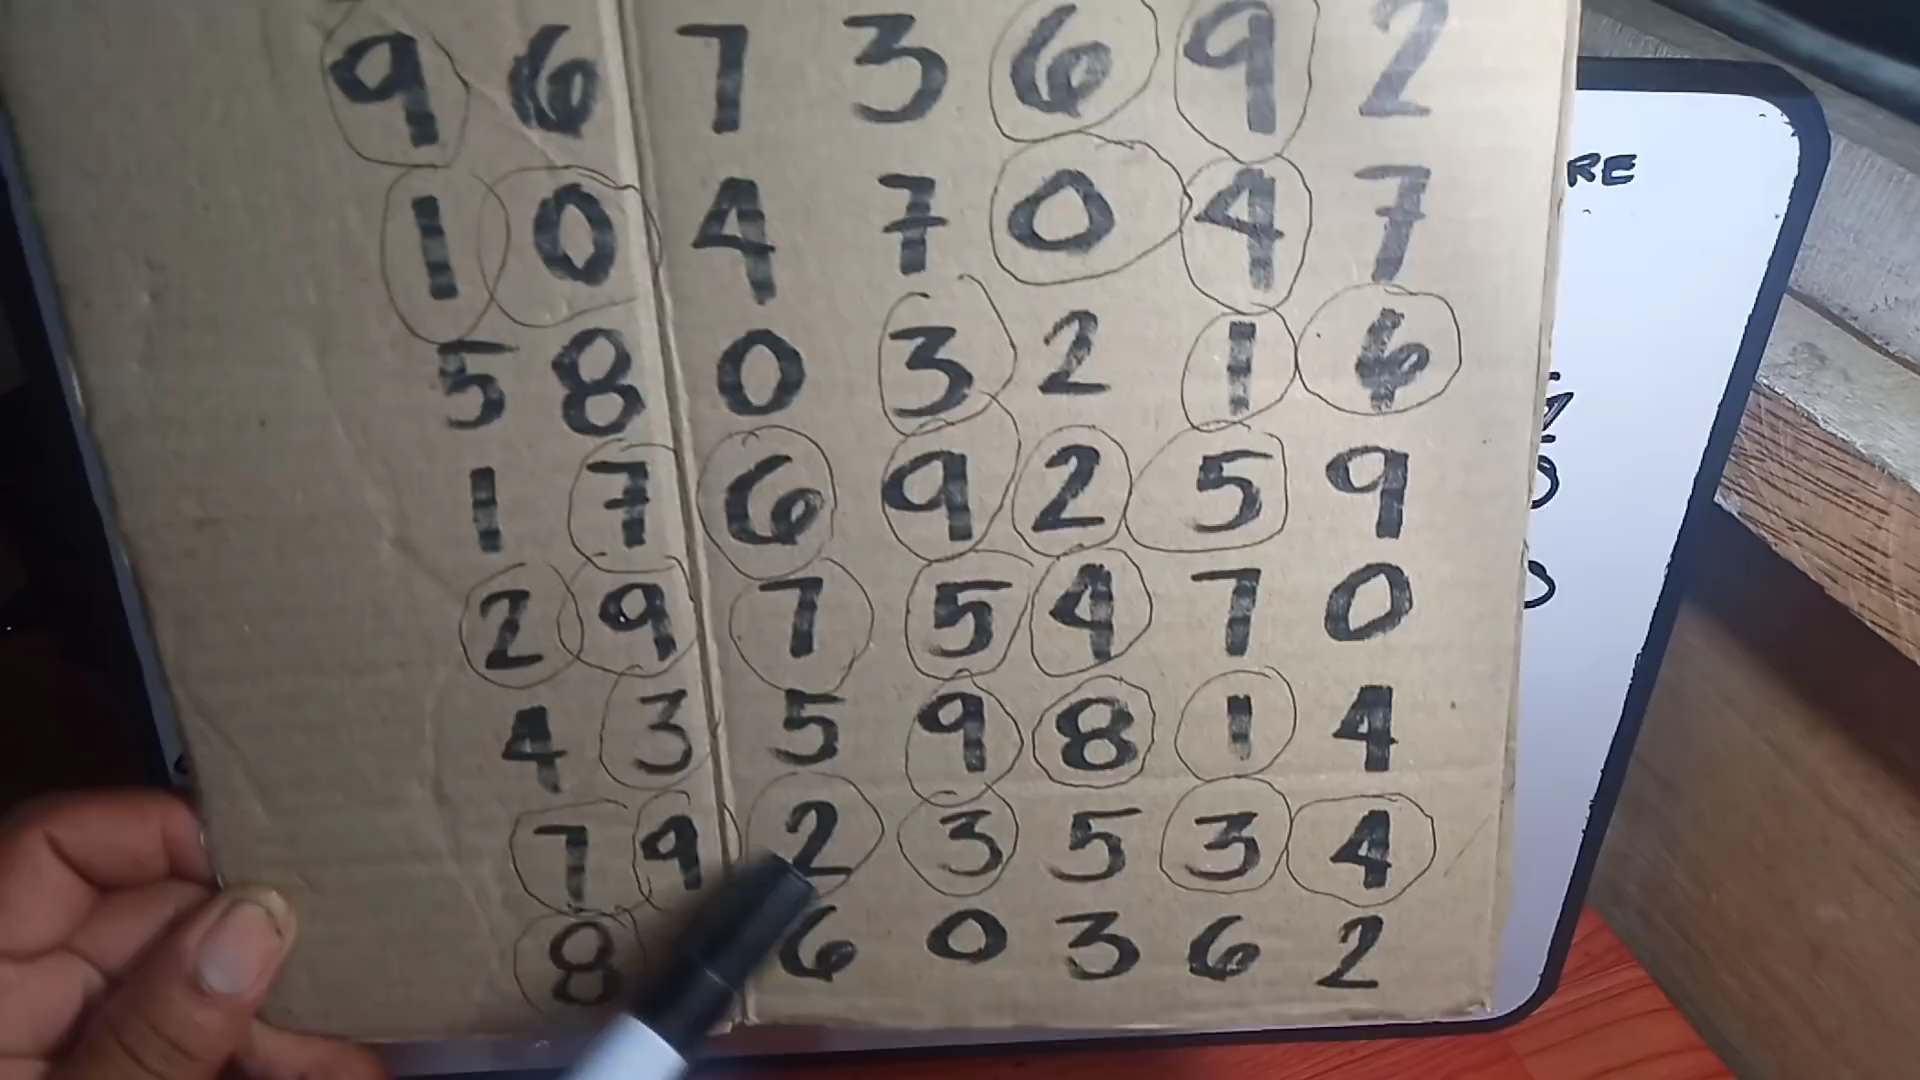 9 6 7 3 6 9 2
1 0 4 7 0 4 7
RE
5 8 0 3 2 1 6
1 7 6 9 2 5 9
2 9 7 5 4 7 0
4 3 5 9 8 1 4
7 9 2 3 5 3 4
8 6 0 3 6 2